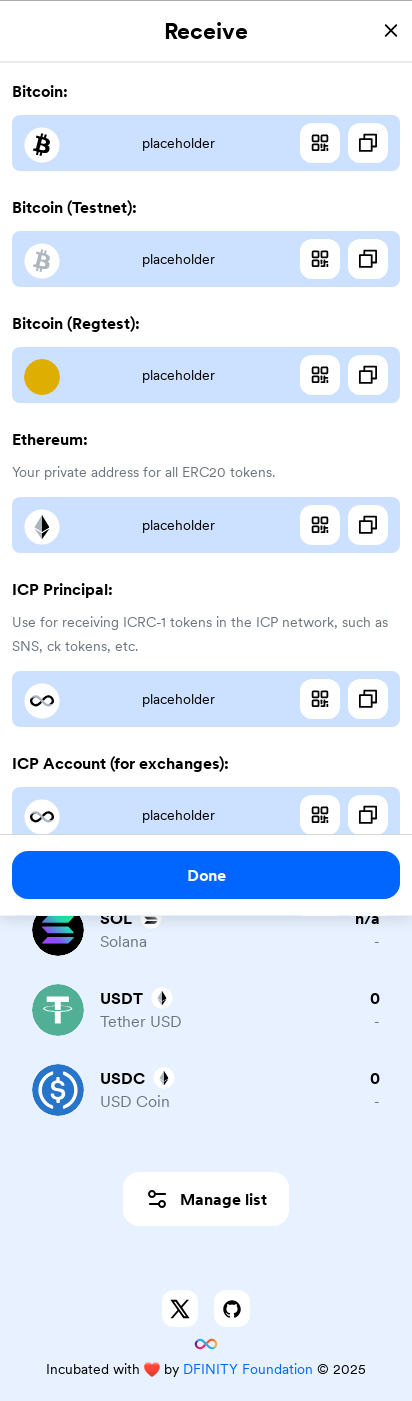 Receive
Bitcoin:
placeholder
Bitcoin (Testnet):
placeholder
Bitcoin (Regtest):
placeholder
Ethereum:
Your private address for all ERC20 tokens.
placeholder
ICP Principal:
Use for receiving ICRC-1 tokens in the ICP network, such as
SNS, ck tokens, etc.
placeholder
ICP Account (for exchanges):
placeholder
Done
SOL n/a
Solana -
USDT 0
Tether USD -
USDC 0
USD Coin -
Manage list
Incubated with ❤️ by DFINITY Foundation © 2025